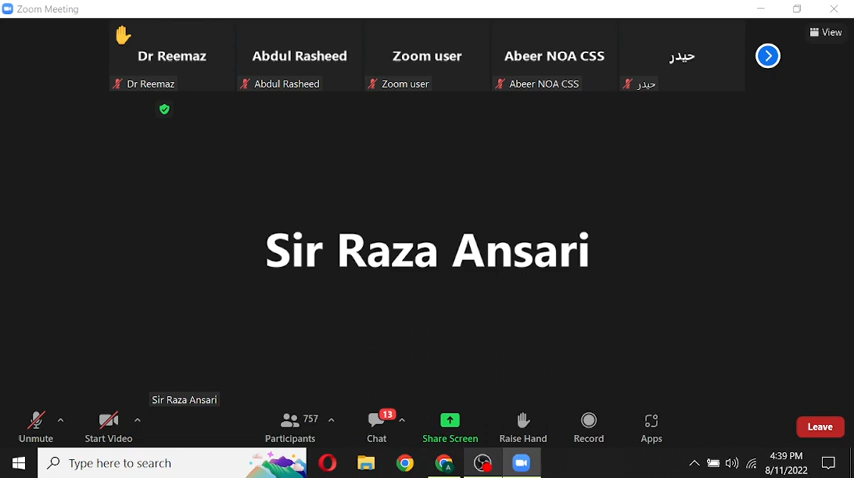 Zoom Meeting
View
Dr Reemaz
Abdul Rasheed
Zoom user
Abeer NOA CSS
حيدر
Dr Reemaz
Abdul Rasheed
Zoom user
Abeer NOA CSS
حيدر
Sir Raza Ansari
Sir Raza Ansari
757
13
Unmute
Start Video
Participants
Chat
Share Screen
Raise Hand
Record
Apps
Leave
Type here to search
4:39 PM
8/11/2022